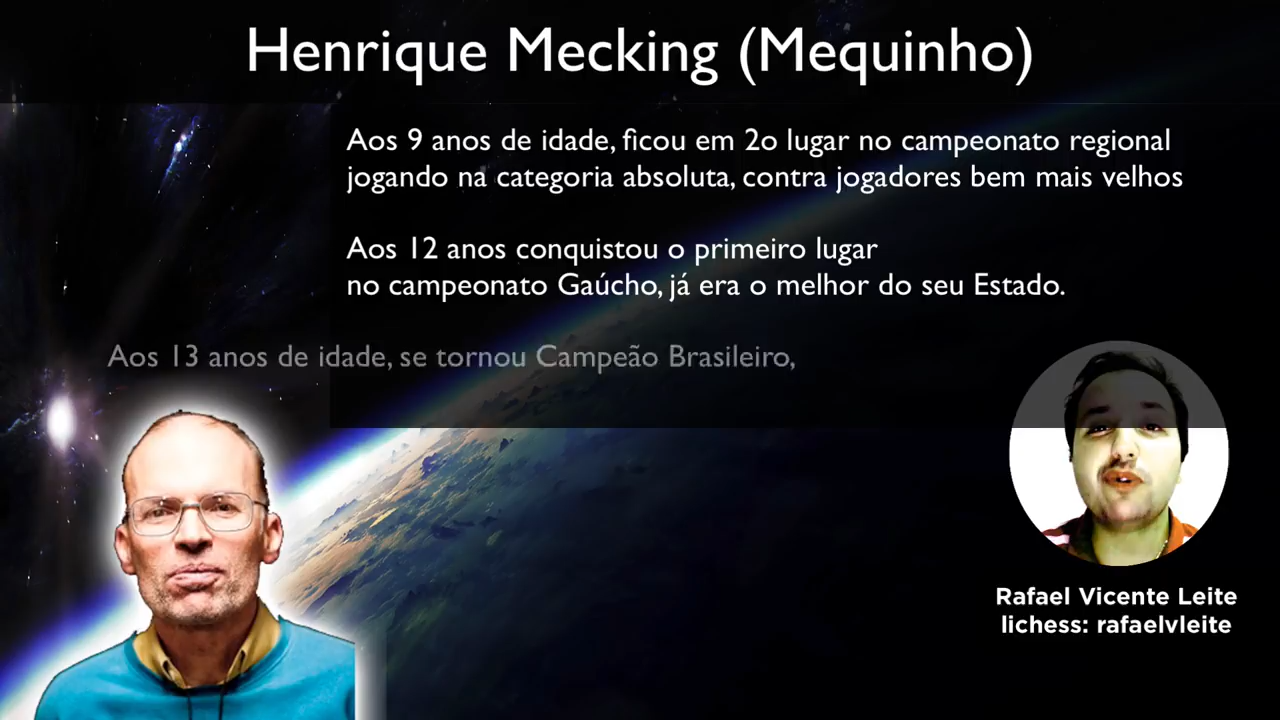 Henrique Mecking (Mequinho)
Aos 9 anos de idade, ficou em 2o lugar no campeonato regional
jogando na categoria absoluta, contra jogadores bem mais velhos
Aos 12 anos conquistou o primeiro lugar
no campeonato Gaúcho, já era o melhor do seu Estado.
Aos 13 anos de idade, se tornou Campeão Brasileiro,
Rafael Vicente Leite
lichess: rafaelvleite